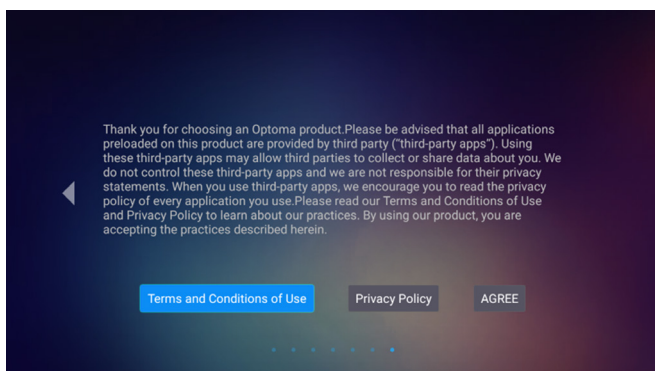 Thank you for choosing an Optoma product.Please be advised that all applications
preloaded on this product are provided by third party (“third-party
apps”). Using
these third-party apps may allow third parties to collect or share data about you. We
do not control these third-party apps and we are not responsible for their privacy
statements. When you use third-party apps, we encourage you to read the privacy
policy of every application you use.Please read our Terms and Conditions of Use
and Privacy Policy to learn about our practices. By using our product, you are
accepting the practices described herein.
Terms and Conditions of Use
Privacy Policy
AGREE